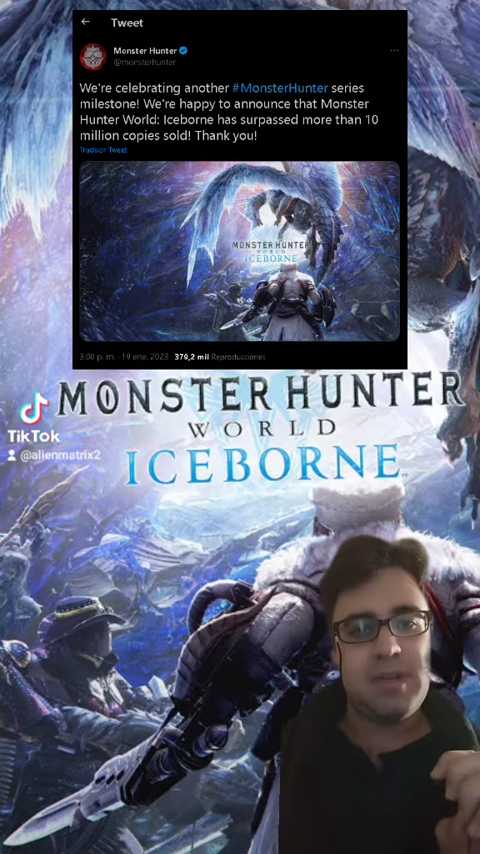 Tweet
Monster Hunter
@monsterhunter
We're celebrating another #MonsterHunter series
milestone! We're happy to announce that Monster
Hunter World: Iceborne has surpassed more than 10
million copies sold! Thank you!
Traducir Tweet
MONSTER HUNTER
WORLD
ICEBORNE
3:00 p. m. · 19 ene. 2023 · 379,2 mil Reproducciones
MONSTER HUNTER
WORLD
ICEBORNE
TikTok
@alienmatrix2